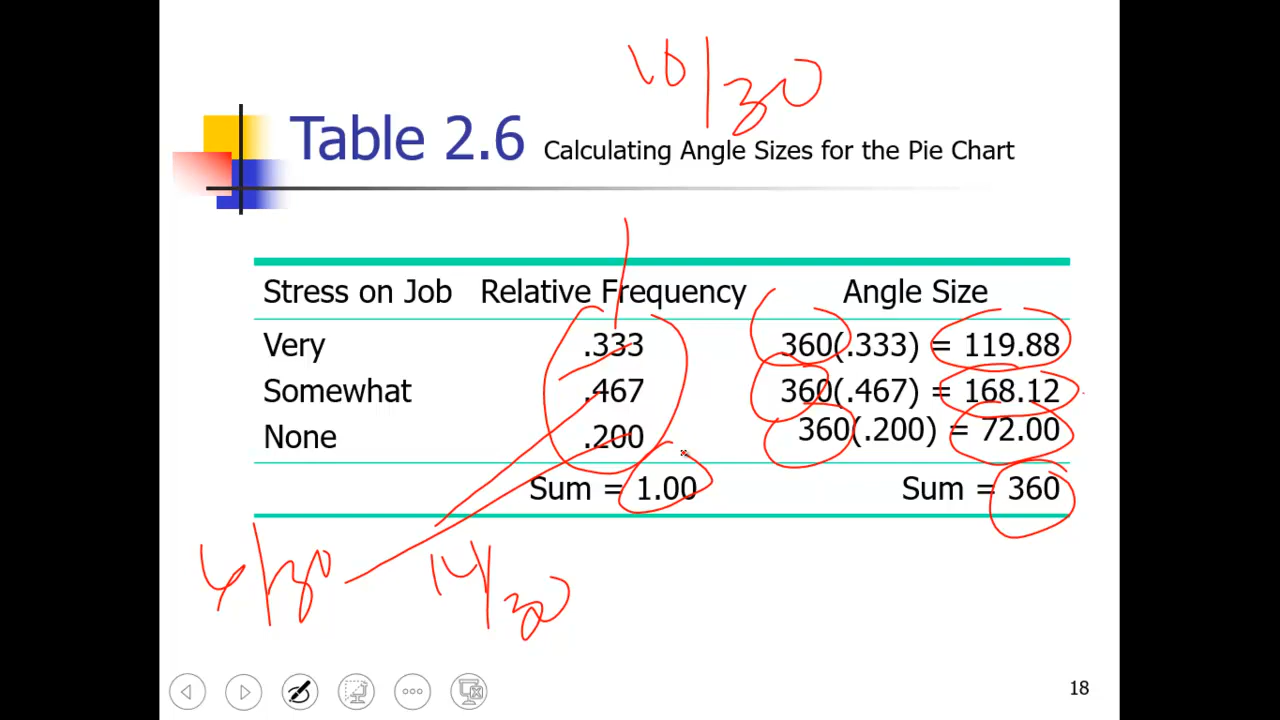 10/30
Table 2.6 Calculating Angle Sizes for the Pie Chart
Stress on Job Relative Frequency Angle Size
Very .333 360(.333) = 119.88
Somewhat .467 360(.467) = 168.12
None .200 360(.200) = 72.00
Sum = 1.00 Sum = 360
6/30 14/30
18